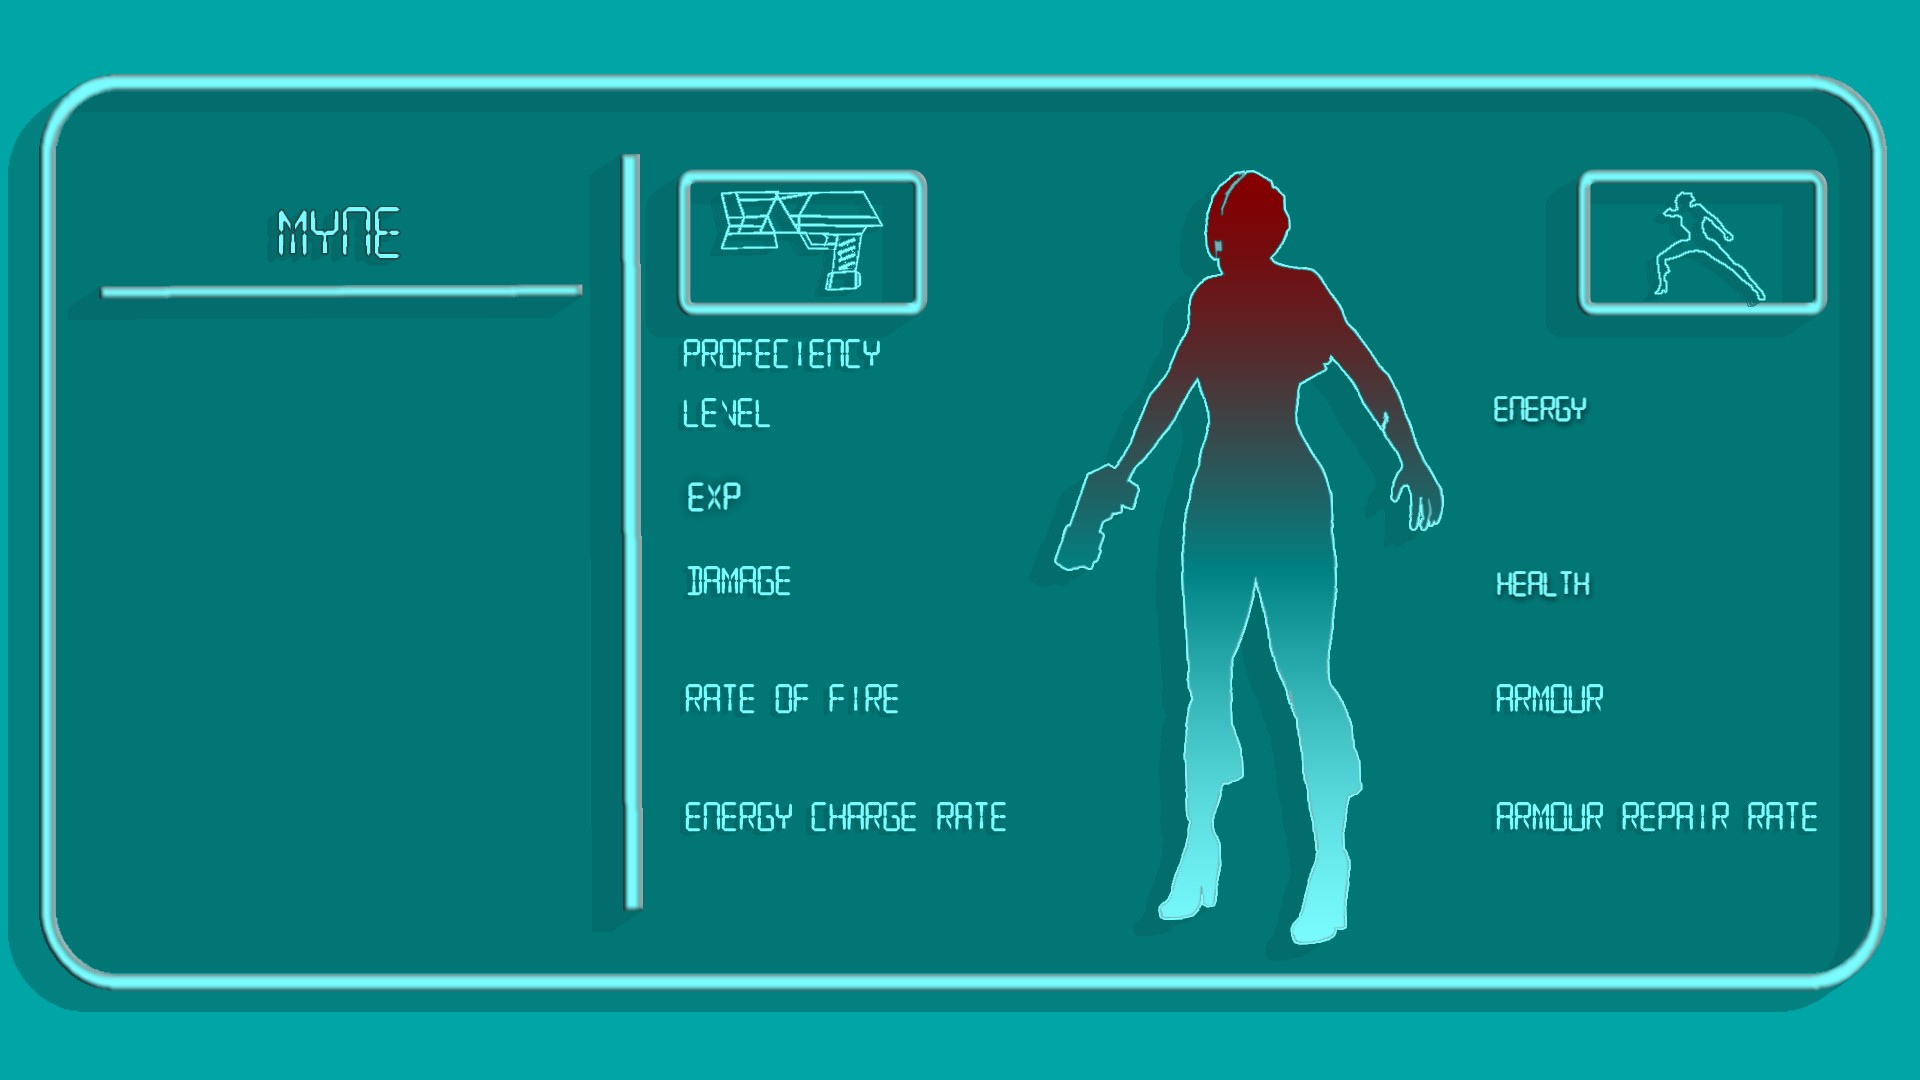 MYNE
PROFECIENCY
LEVEL
EXP
DAMAGE
RATE OF FIRE
ENERGY CHARGE RATE
ENERGY
HEALTH
ARMOUR
ARMOUR REPAIR RATE